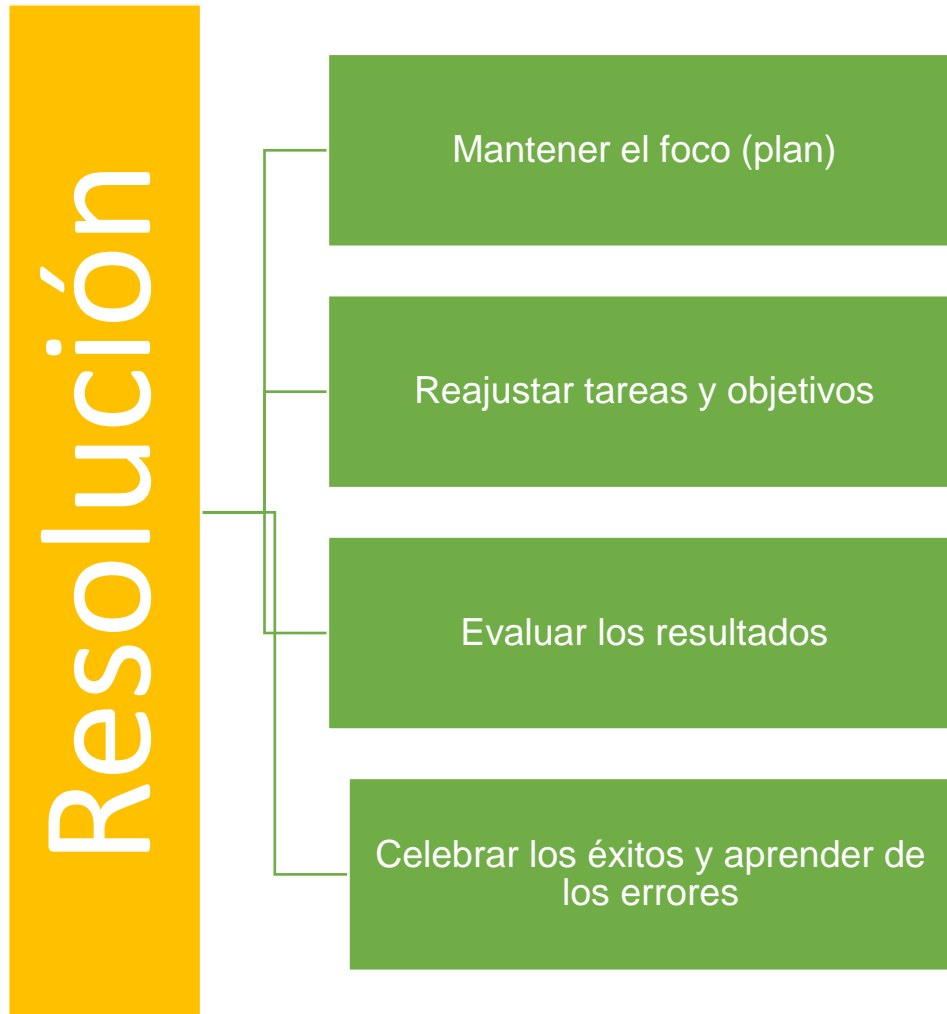 Resolución
Mantener el foco (plan)
Reajustar tareas y objetivos
Evaluar los resultados
Celebrar los éxitos y aprender de
los errores